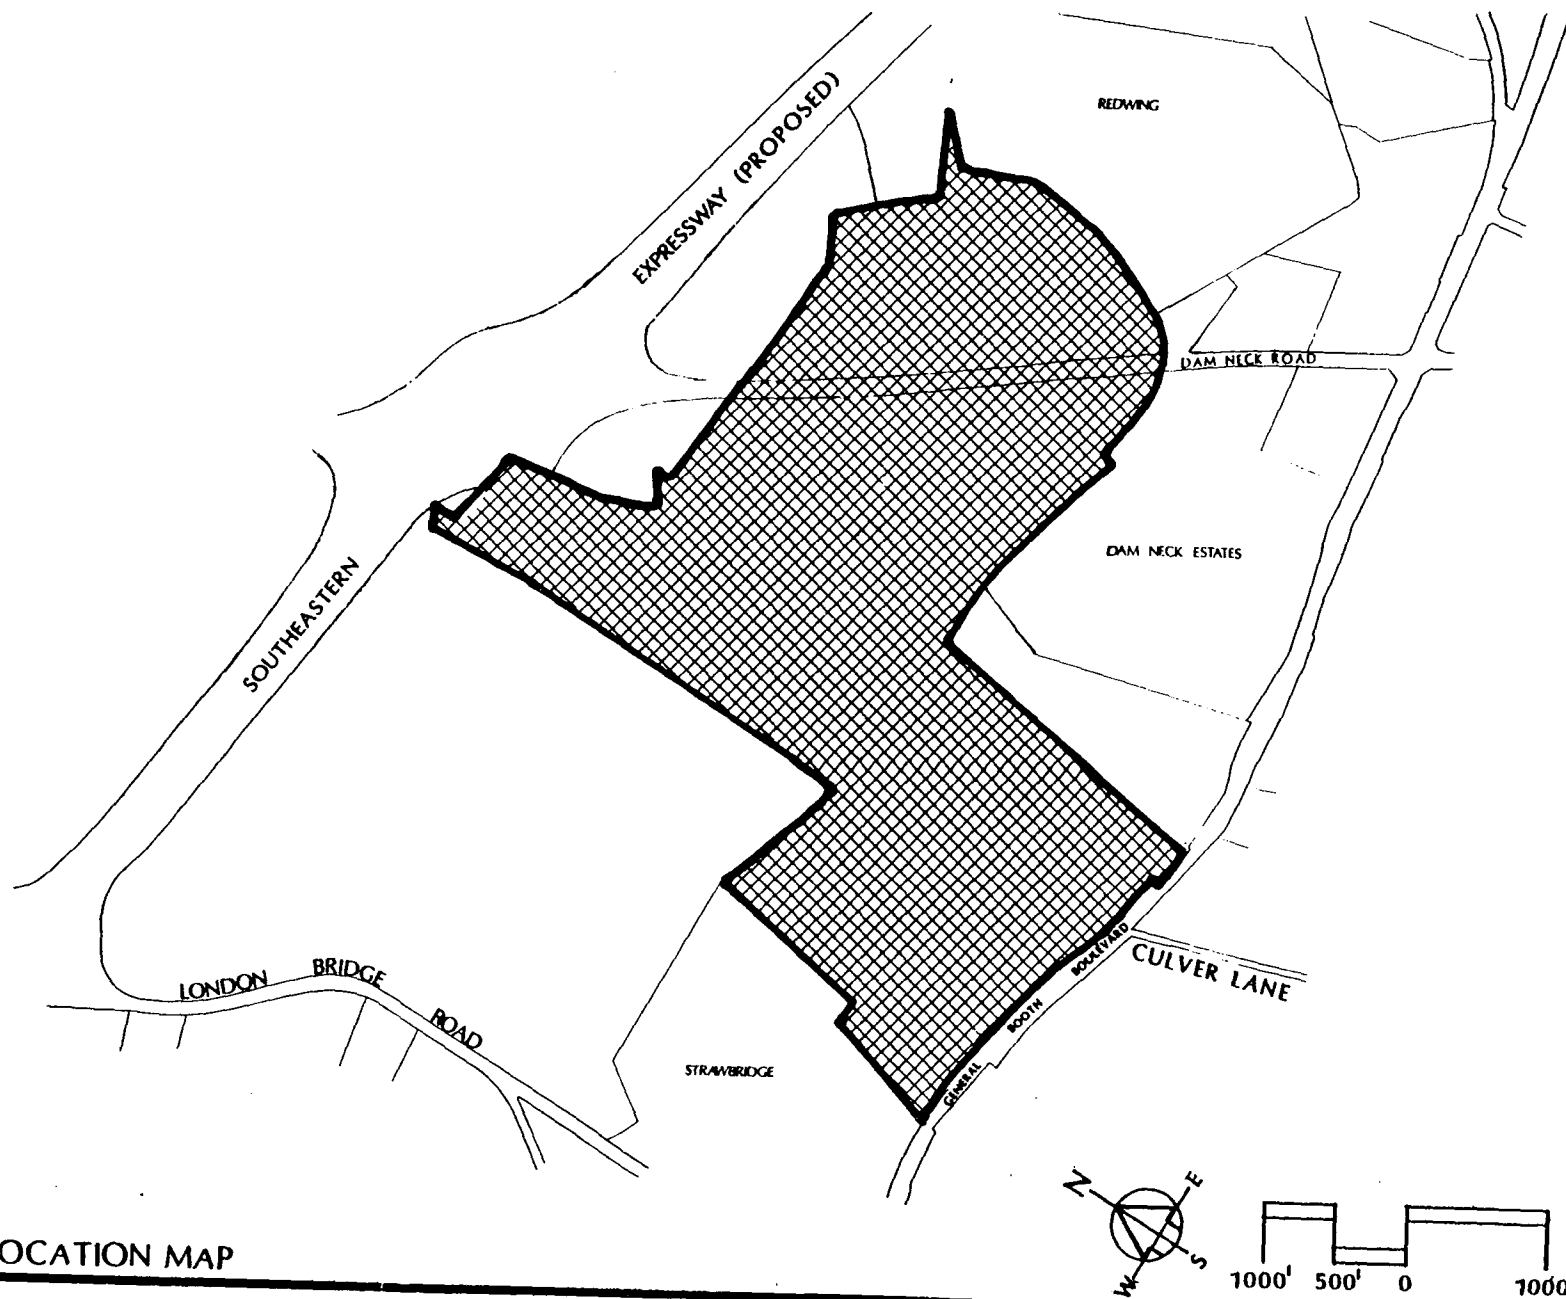 REDWING
EXPRESSWAY (PROPOSED)
DAM NECK ROAD
DAM NECK ESTATES
SOUTHEASTERN
GENERAL BOOTH BOULEVARD
CULVER LANE
LONDON BRIDGE ROAD
STRAWBRIDGE
N
E
S
W
OCATION MAP
1000' 500' 0 1000